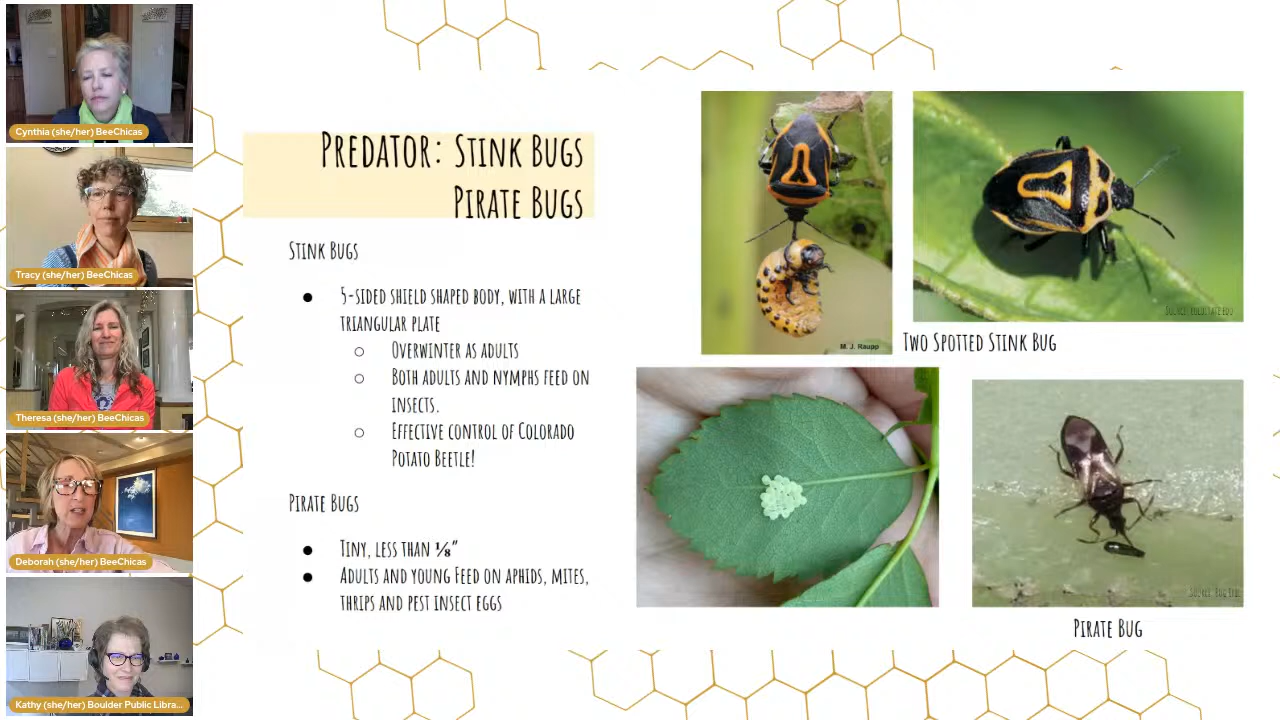 Cynthia (she/her) BeeChicas
Tracy (she/her) BeeChicas
Theresa (she/her) BeeChicas
Deborah (she/her) BeeChicas
Kathy (she/her) Boulder Public Libra...
Predator: Stink Bugs
Pirate Bugs
Stink Bugs
● 5-sided shield shaped body, with a large
triangular plate
○ Overwinter as adults
○ Both adults and nymphs feed on
insects.
○ Effective control of Colorado
Potato Beetle!
Pirate Bugs
● Tiny, less than ⅛"
● Adults and young Feed on aphids, mites,
thrips and pest insect eggs
M. J. Raupp
Two Spotted Stink Bug
Pirate Bug